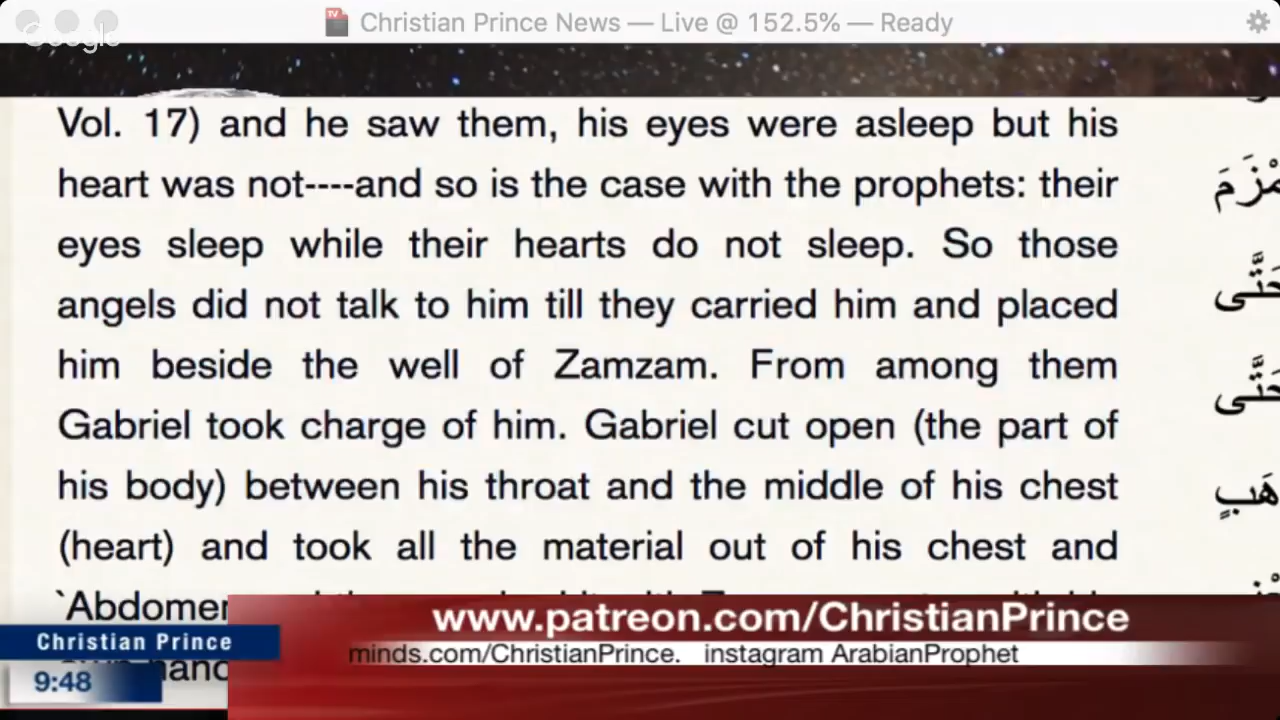 Christian Prince News — Live @ 152.5% — Ready
Google
Vol. 17) and he saw them, his eyes were asleep but his
heart was not----and so is the case with the prophets: their
eyes sleep while their hearts do not sleep. So those
angels did not talk to him till they carried him and placed
him beside the well of Zamzam. From among them
Gabriel took charge of him. Gabriel cut open (the part of
his body) between his throat and the middle of his chest
(heart) and took all the material out of his chest and
`Abdomen
حَتَّى
حَتَّى
www.patreon.com/ChristianPrince
Christian Prince
minds.com/ChristianPrince. instagram ArabianProphet
9:48